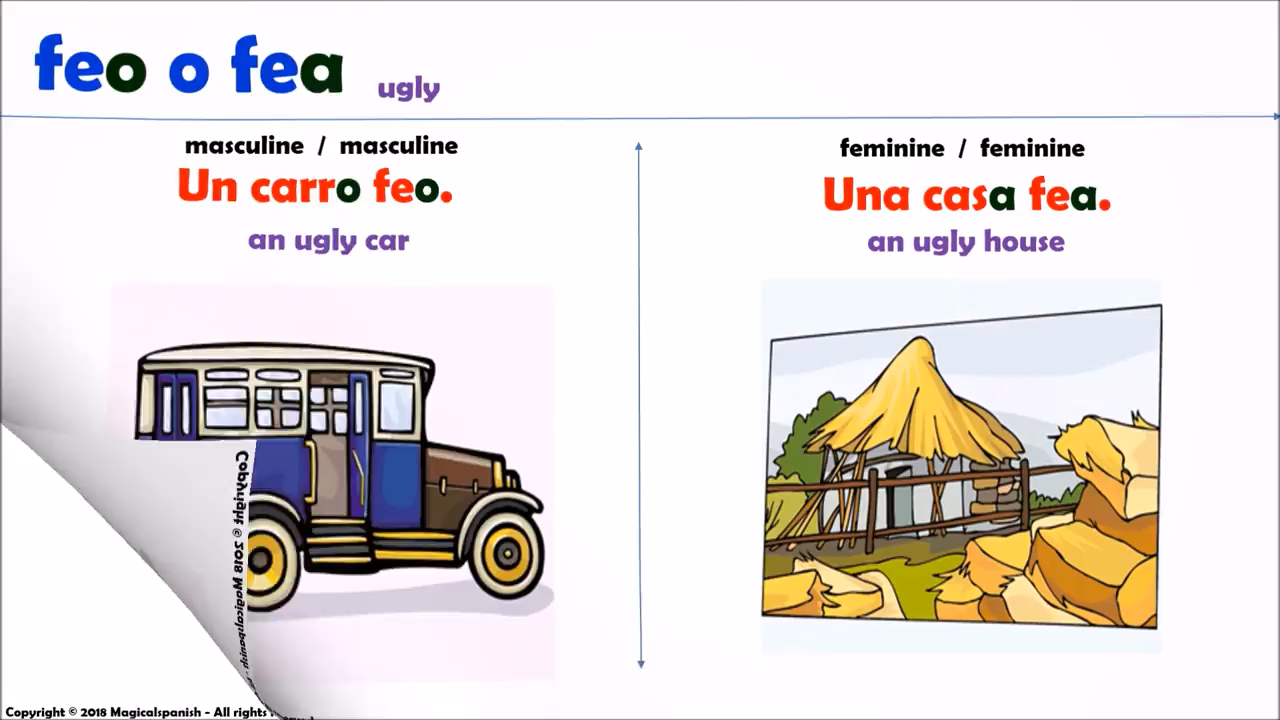 feo o fea ugly
masculine / masculine
Un carro feo.
an ugly car
feminine / feminine
Una casa fea.
an ugly house
Copyright © 2018 Magicalspanish
Copyright © 2018 Magicalspanish - All rights